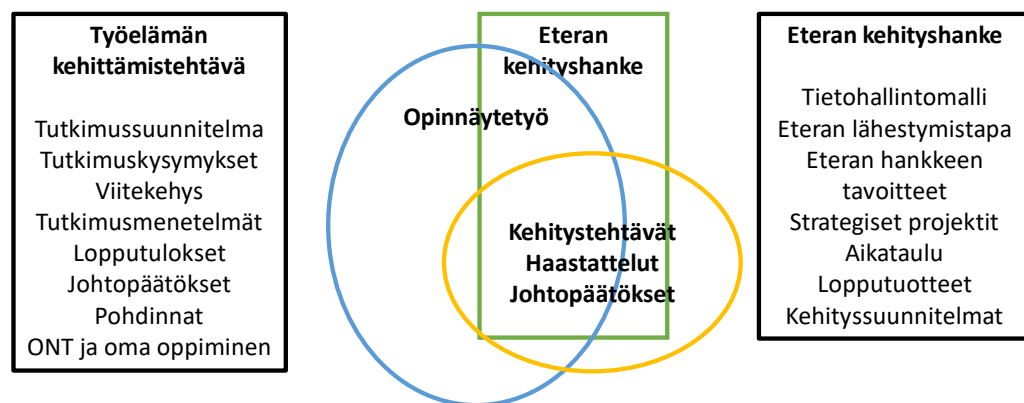 Työelämän
kehittämistehtävä
Tutkimussuunnitelma
Tutkimuskysymykset
Viitekehys
Tutkimusmenetelmät
Lopputulokset
Johtopäätökset
Pohdinnat
ONT ja oma oppiminen
Eteran
kehityshanke
Opinnäytetyö
Kehitystehtävät
Haastattelut
Johtopäätökset
Eteran kehityshanke
Tietohallintomalli
Eteran lähestymistapa
Eteran hankkeen
tavoitteet
Strategiset projektit
Aikataulu
Lopputuotteet
Kehityssuunnitelmat